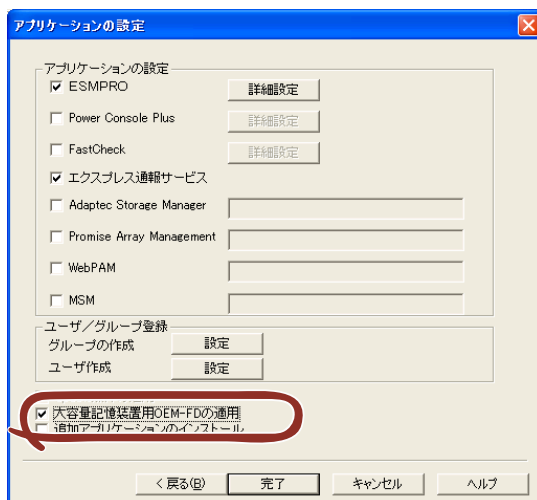 アプリケーションの設定
アプリケーションの設定
ESMPRO
詳細設定
Power Console Plus
詳細設定
FastCheck
詳細設定
エクスプレス通報サービス
Adaptec Storage Manager
Promise Array Management
WebPAM
MSM
ユーザ／グループ登録
グループの作成
設定
ユーザ作成
設定
大容量記憶装置用OEM-FDの適用
追加アプリケーションのインストール
< 戻る(B)
完了
キャンセル
ヘルプ